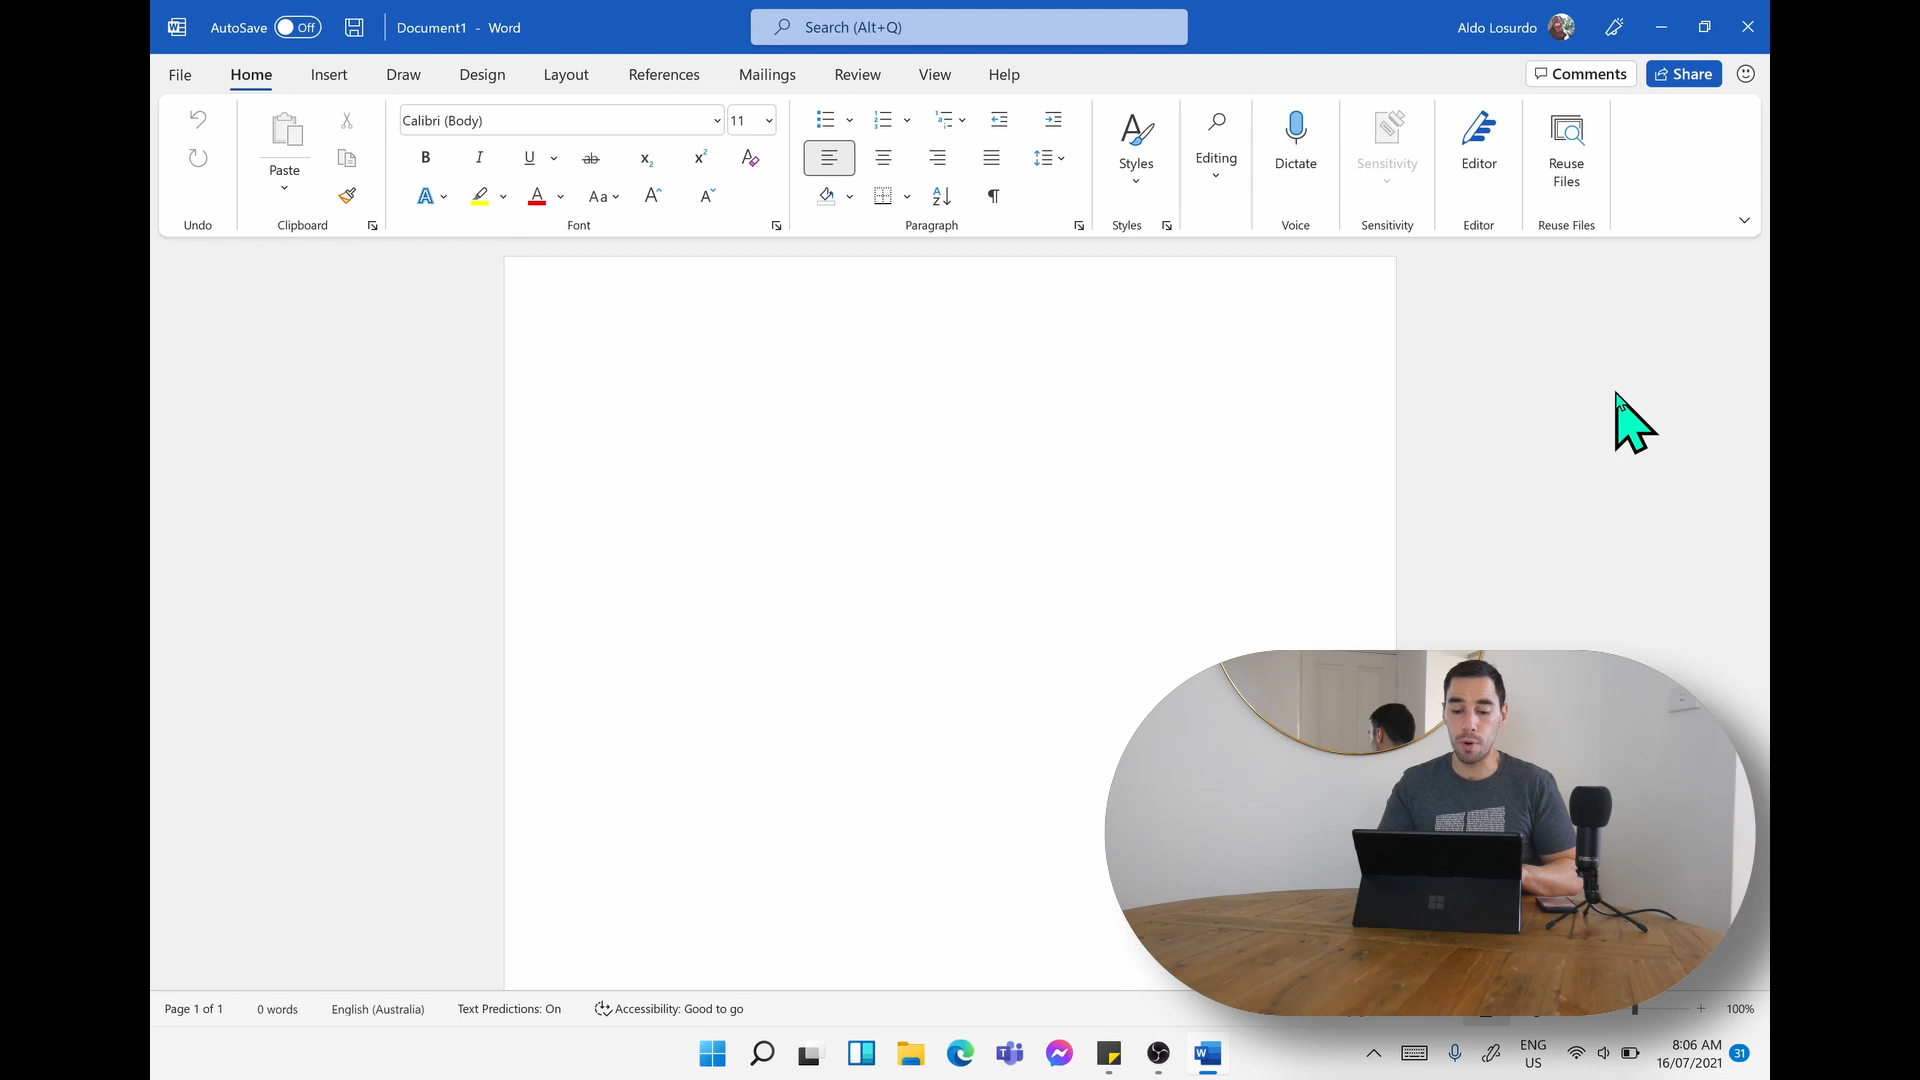 AutoSave Off Document1 - Word Search (Alt+Q) Aldo Losurdo
File Home Insert Draw Design Layout References Mailings Review View Help Comments Share
Calibri (Body) 11
Paste
Styles
Editing
Dictate
Sensitivity
Editor
Reuse
Files
Undo Clipboard Font Paragraph Styles Voice Sensitivity Editor Reuse Files
Page 1 of 1 0 words English (Australia) Text Predictions: On Accessibility: Good to go 100%
ENG
US
8:06 AM
16/07/2021
31